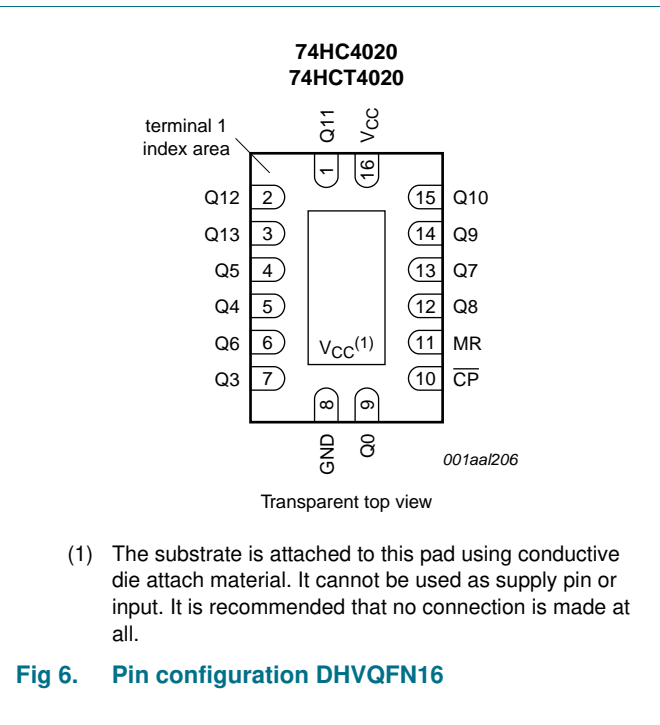 74HC4020
74HCT4020
terminal 1
index area
Q11
VCC
1
16
Q12 2
15 Q10
Q13 3
14 Q9
Q5 4
13 Q7
Q4 5
12 Q8
Q6 6
VCC(1)
11 MR
Q3 7
10 CP
8
9
GND
Q0
001aal206
Transparent top view
(1) The substrate is attached to this pad using conductive
die attach material. It cannot be used as supply pin or
input. It is recommended that no connection is made at
all.
Fig 6. Pin configuration DHVQFN16